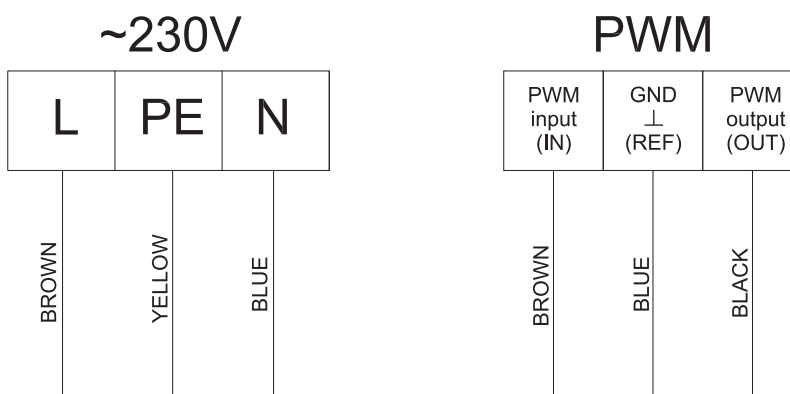 ~230V
L PE N
BROWN
YELLOW
BLUE
PWM
PWM
input
(IN)
GND
⊥
(REF)
PWM
output
(OUT)
BROWN
BLUE
BLACK